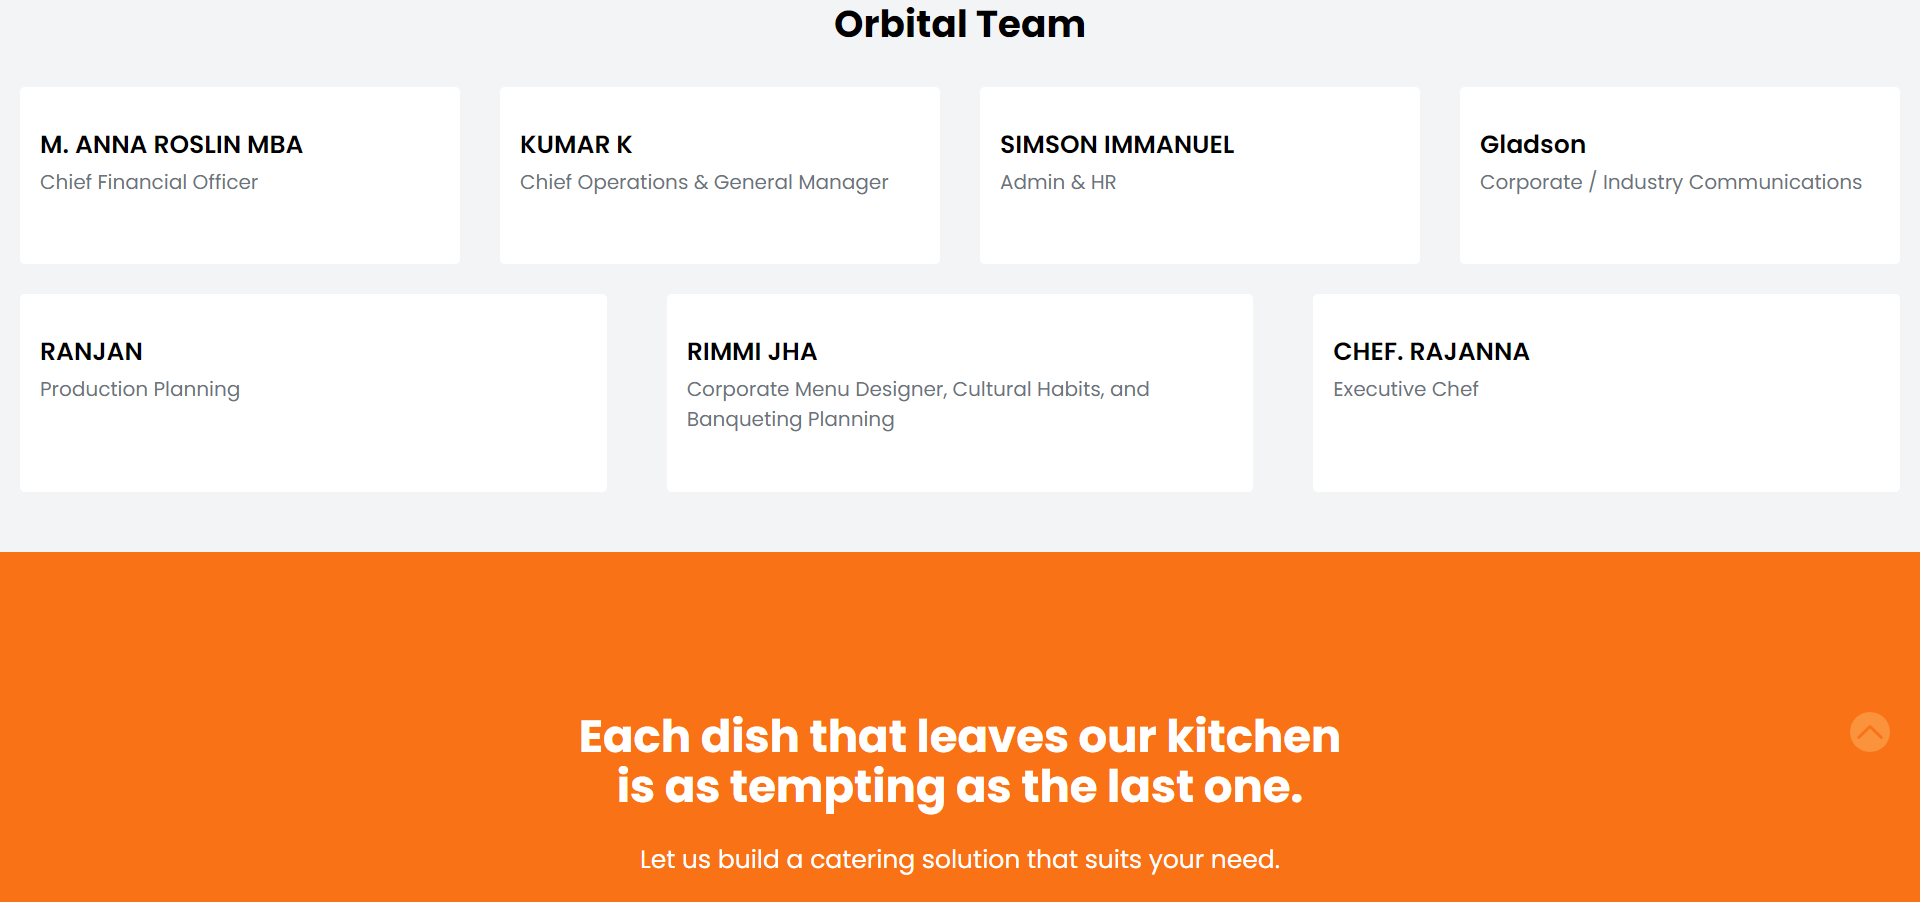 Orbital Team
M. ANNA ROSLIN MBA
Chief Financial Officer
KUMAR K
Chief Operations & General Manager
SIMSON IMMANUEL
Admin & HR
Gladson
Corporate / Industry Communications
RANJAN
Production Planning
RIMMI JHA
Corporate Menu Designer, Cultural Habits, and
Banqueting Planning
CHEF. RAJANNA
Executive Chef
Each dish that leaves our kitchen
is as tempting as the last one.
Let us build a catering solution that suits your need.